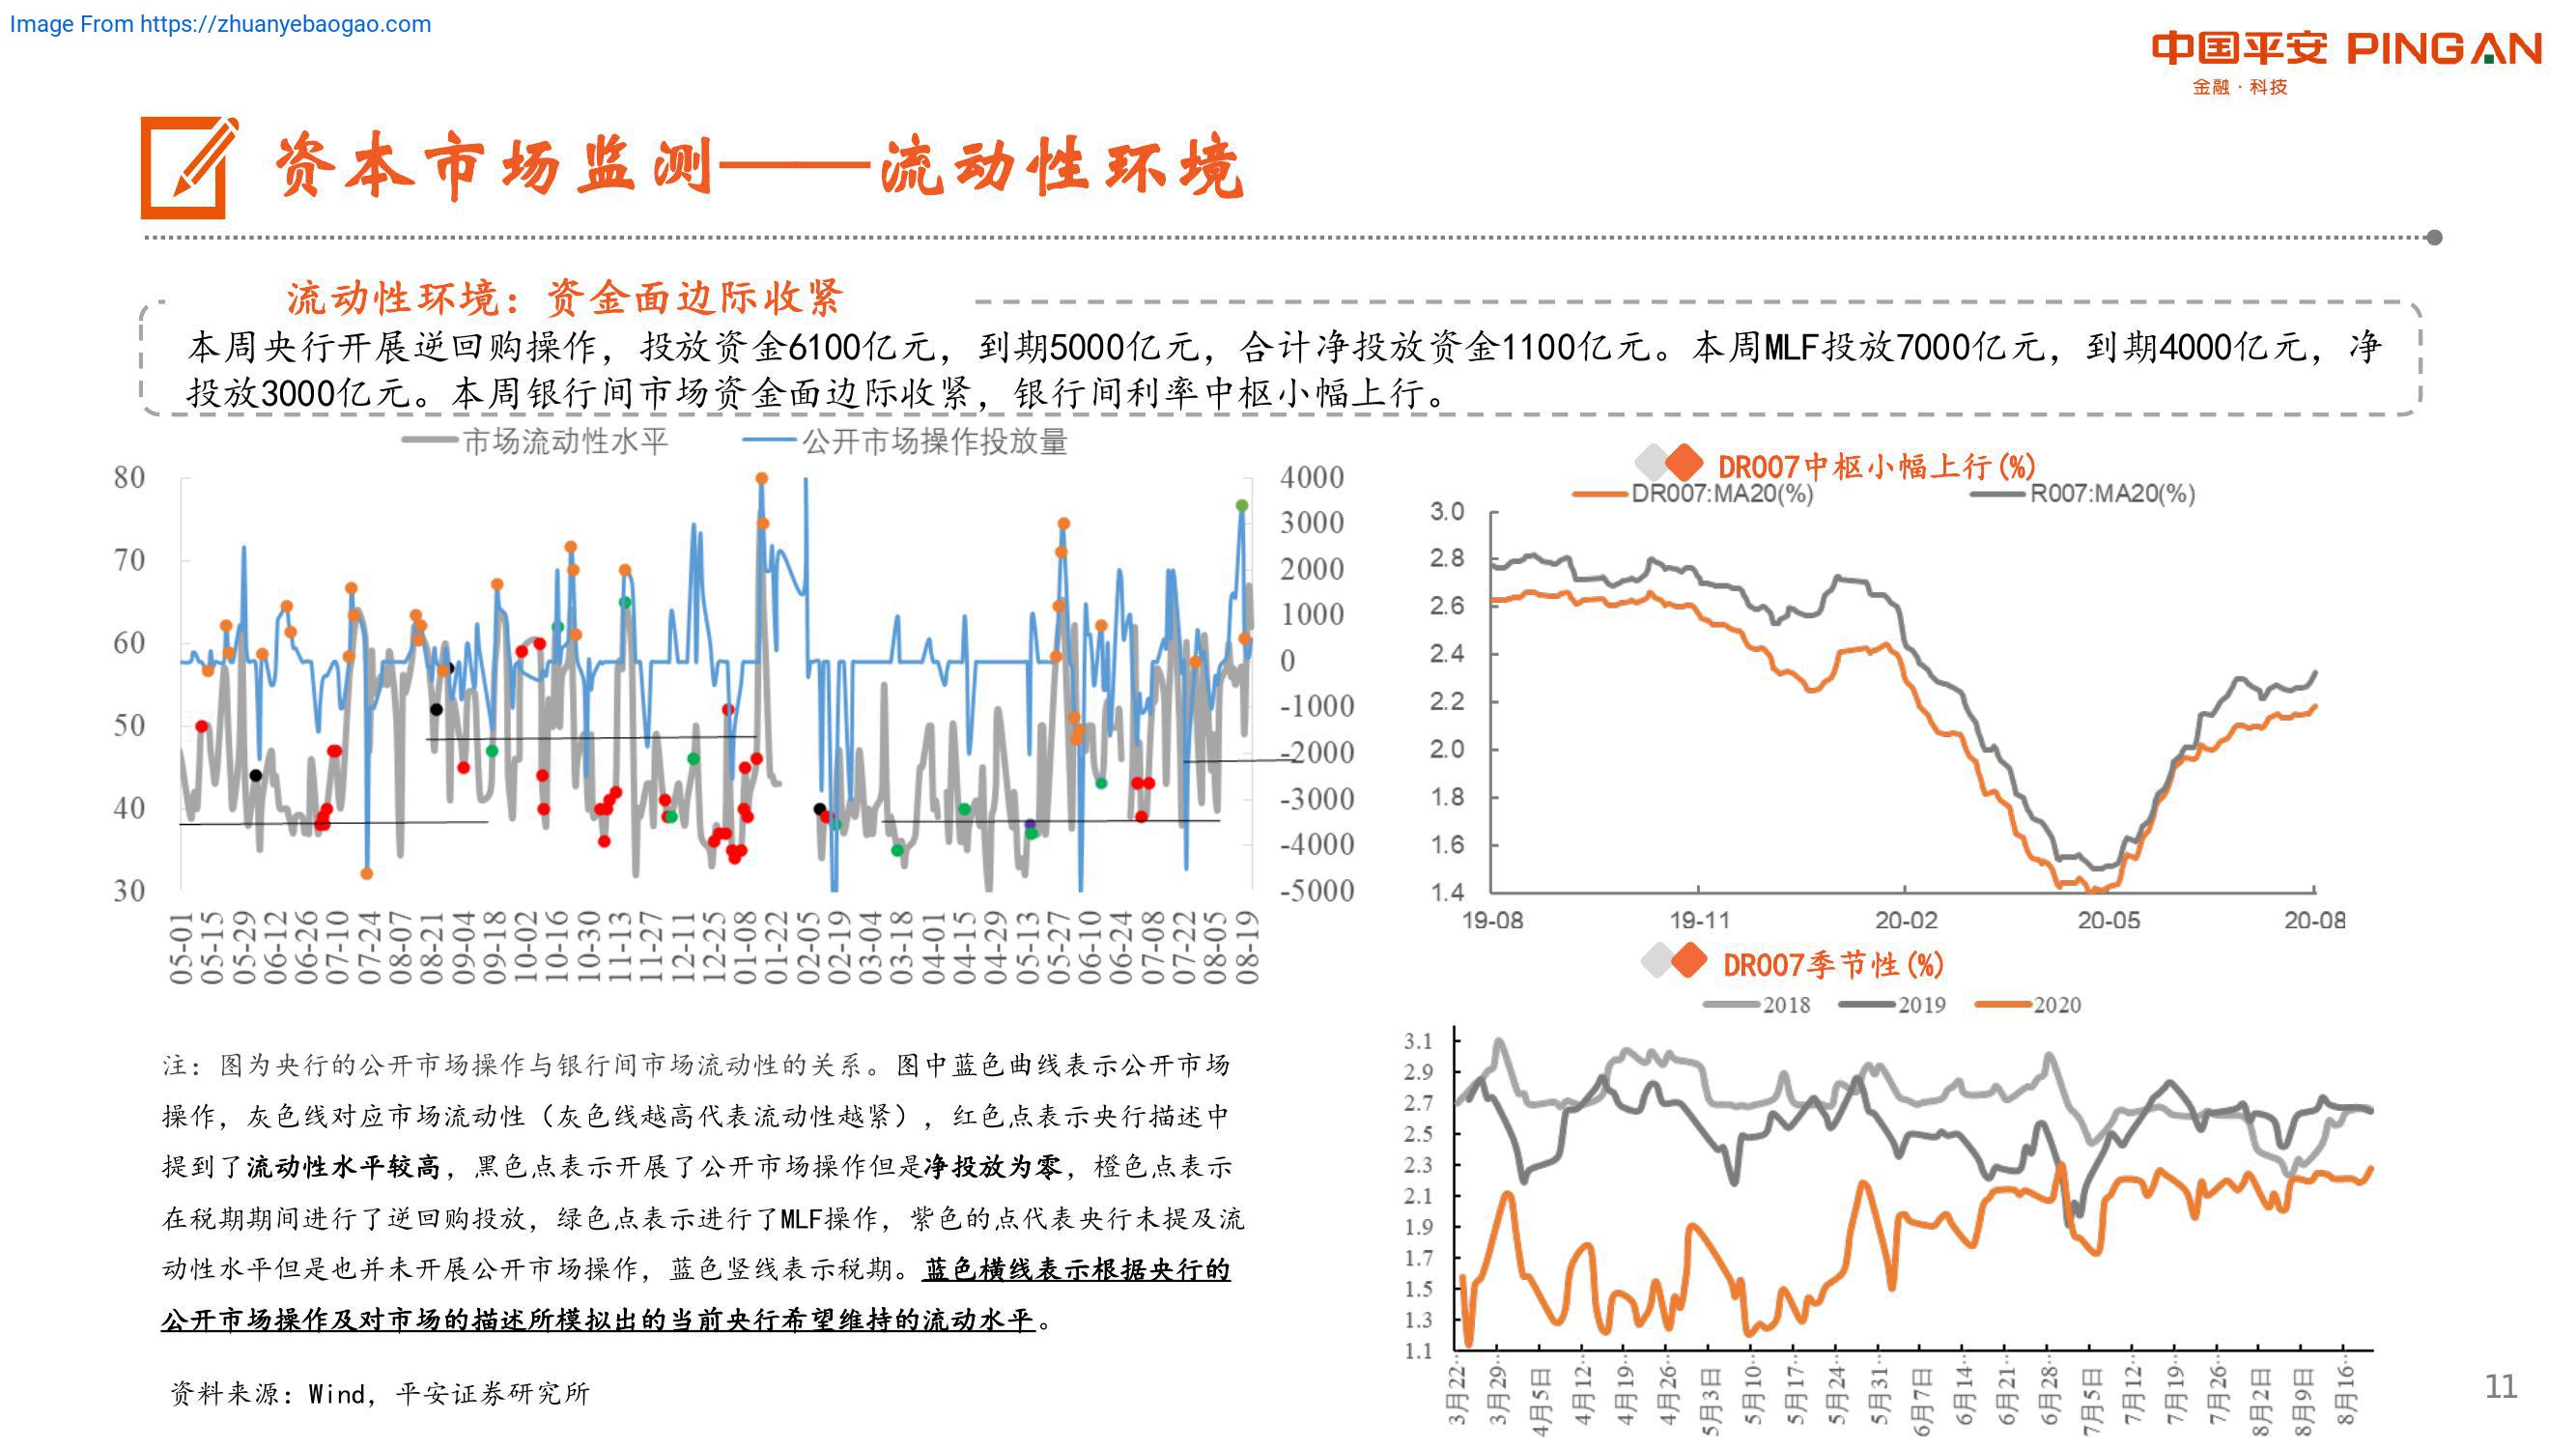 Image From https://zhuanyebaogao.com
中国平安 PINGAN
金融·科技
资本市场监测——流动性环境
流动性环境：资金面边际收紧
本周央行开展逆回购操作，投放资金6100亿元，到期5000亿元，合计净投放资金1100亿元。本周MLF投放7000亿元，到期4000亿元，净
投放3000亿元。本周银行间市场资金面边际收紧，银行间利率中枢小幅上行。
市场流动性水平 公开市场操作投放量
80
70
60
50
40
30
4000
3000
2000
1000
0
-1000
-2000
-3000
-4000
-5000
05-01 05-15 05-29 06-12 06-26 07-10 07-24 08-07 08-21 09-04 09-18 10-02 10-16 10-30 11-13 11-27 12-11 12-25 01-08 01-22 02-05 02-19 03-04 03-18 04-01 04-15 04-29 05-13 05-27 06-10 06-24 07-08 07-22 08-05 08-19
DR007中枢小幅上行(%)
DR007:MA20(%) R007:MA20(%)
3.0
2.8
2.6
2.4
2.2
2.0
1.8
1.6
1.4
19-08 19-11 20-02 20-05 20-08
DR007季节性(%)
2018 2019 2020
3.1
2.9
2.7
2.5
2.3
2.1
1.9
1.7
1.5
1.3
1.1
3月22… 3月29… 4月5日 4月12… 4月19… 4月26… 5月3日 5月10… 5月17… 5月24… 5月31… 6月7日 6月14… 6月21… 6月28… 7月5日 7月12… 7月19… 7月26… 8月2日 8月9日 8月16…
注：图为央行的公开市场操作与银行间市场流动性的关系。图中蓝色曲线表示公开市场
操作，灰色线对应市场流动性（灰色线越高代表流动性越紧），红色点表示央行描述中
提到了流动性水平较高，黑色点表示开展了公开市场操作但是净投放为零，橙色点表示
在税期期间进行了逆回购投放，绿色点表示进行了MLF操作，紫色的点代表央行未提及流
动性水平但是也并未开展公开市场操作，蓝色竖线表示税期。蓝色横线表示根据央行的
公开市场操作及对市场的描述所模拟出的当前央行希望维持的流动水平。
资料来源：Wind，平安证券研究所
11